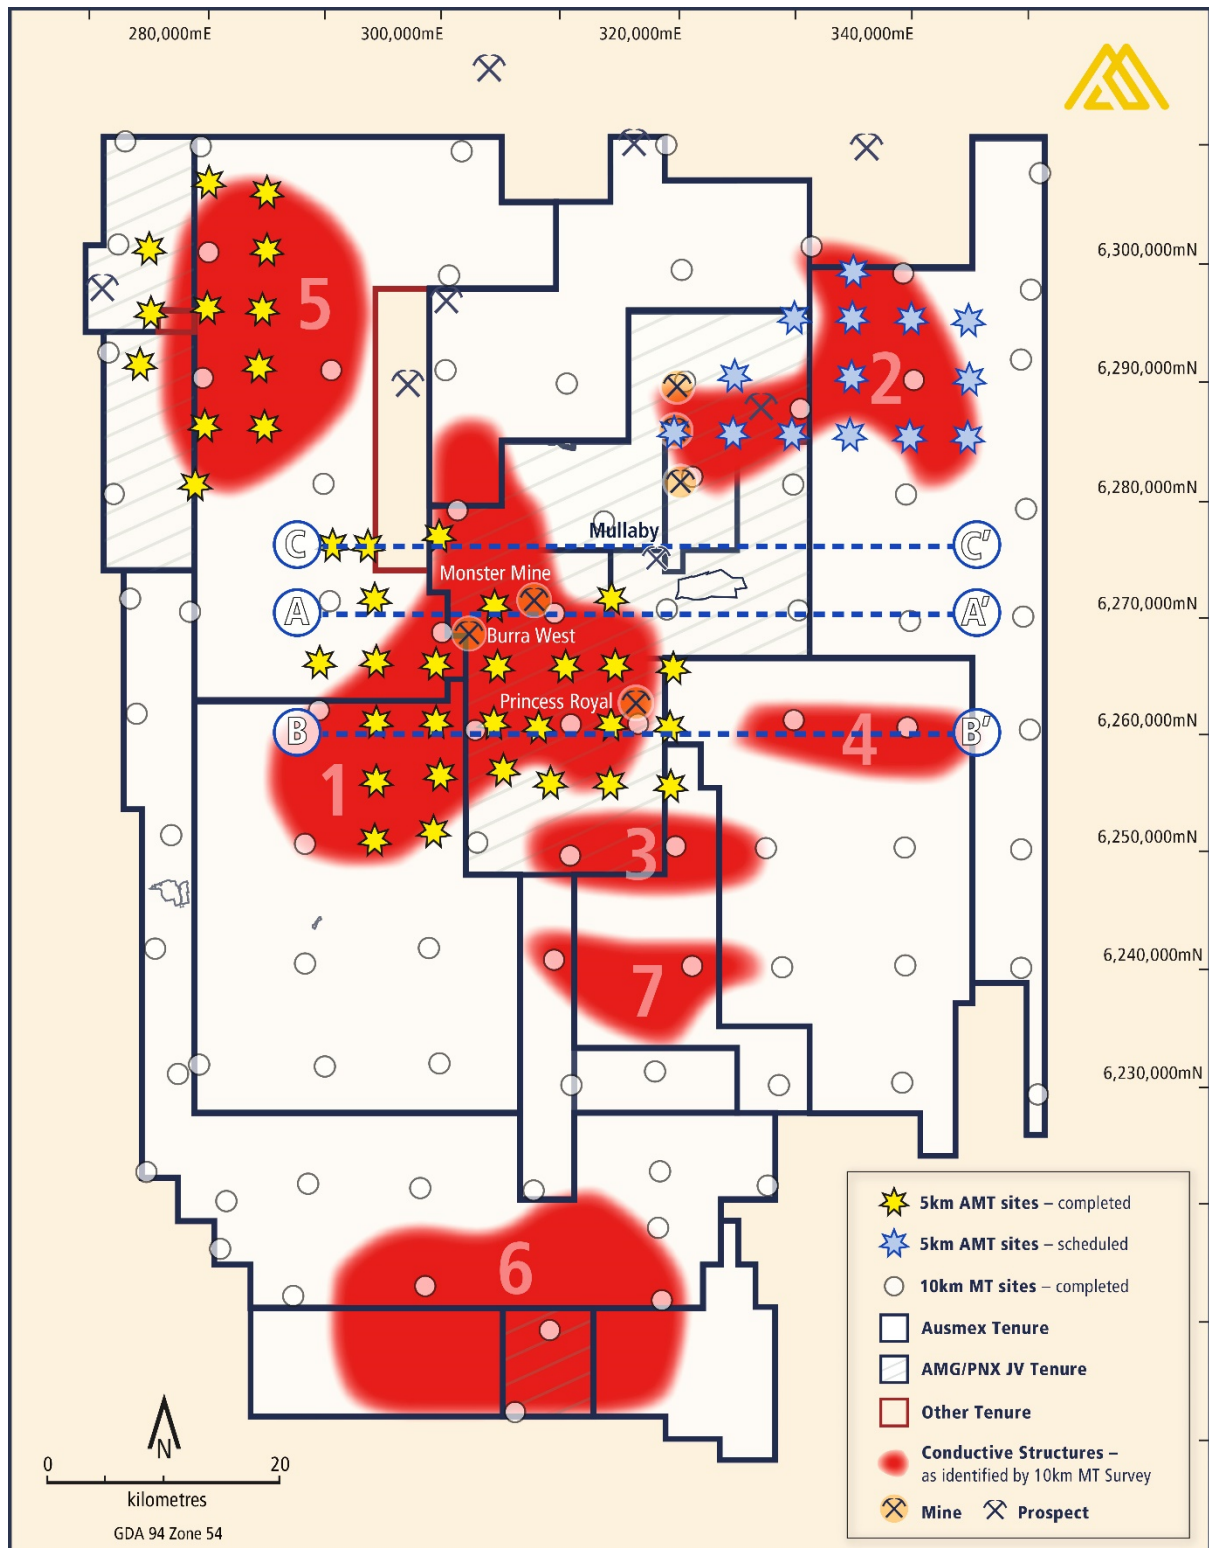 280,000mE 300,000mE 320,000mE 340,000mE
6,300,000mN
5
2
6,290,000mN
6,280,000mN
C C'
Mullaby
Monster Mine
6,270,000mN
A A'
Burra West
Princess Royal
6,260,000mN
B 4 B'
1
6,250,000mN
3
6,240,000mN
7
6,230,000mN
6
5km AMT sites – completed
5km AMT sites – scheduled
10km MT sites – completed
Ausmex Tenure
AMG/PNX JV Tenure
Other Tenure
Conductive Structures –
as identified by 10km MT Survey
Mine Prospect
N
0 20
kilometres
GDA 94 Zone 54